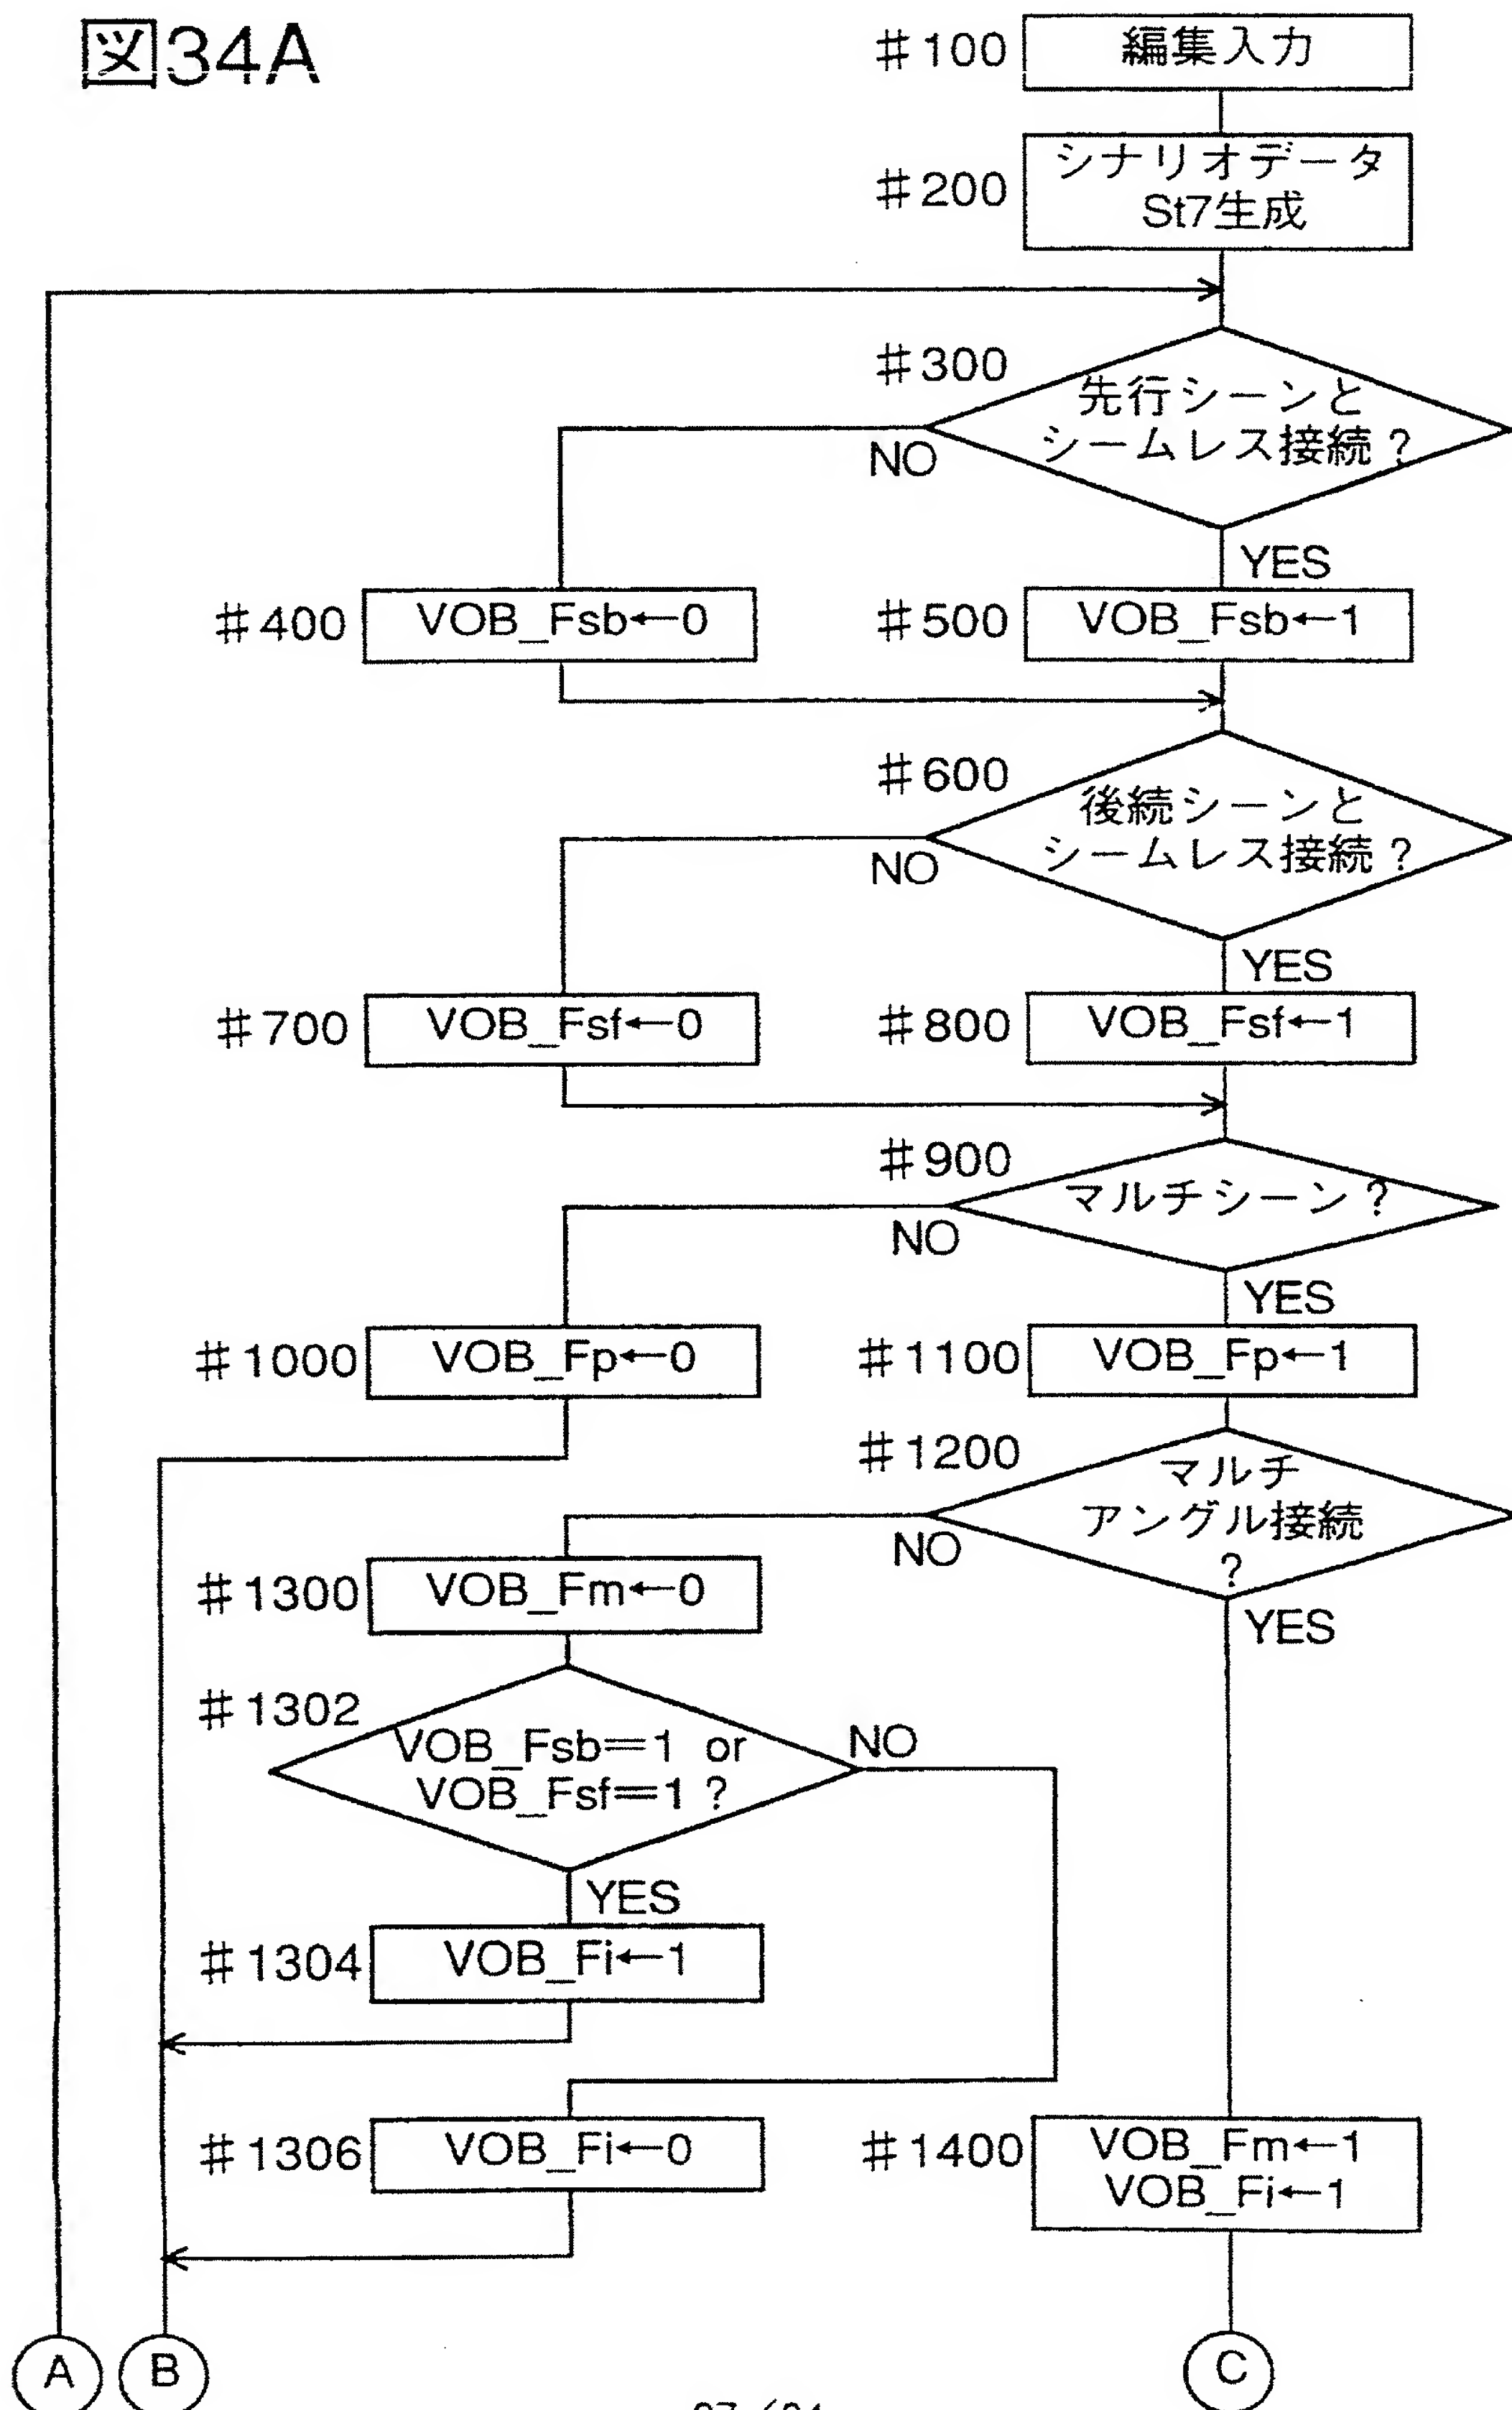 図34A
#100
編集入力
#200
シナリオデータ
St7生成
#300
先行シーンと
シームレス接続？
NO
YES
#400
VOB_Fsb←0
#500
VOB_Fsb←1
#600
後続シーンと
シームレス接続？
NO
YES
#700
VOB_Fsf←0
#800
VOB_Fsf←1
#900
マルチシーン？
NO
YES
#1000
VOB_Fp←0
#1100
VOB_Fp←1
#1200
マルチ
アングル接続
？
NO
YES
#1300
VOB_Fm←0
#1302
VOB_Fsb＝1 or
VOB_Fsf＝1？
NO
YES
#1304
VOB_Fi←1
#1306
VOB_Fi←0
#1400
VOB_Fm←1
VOB_Fi←1
A
B
C